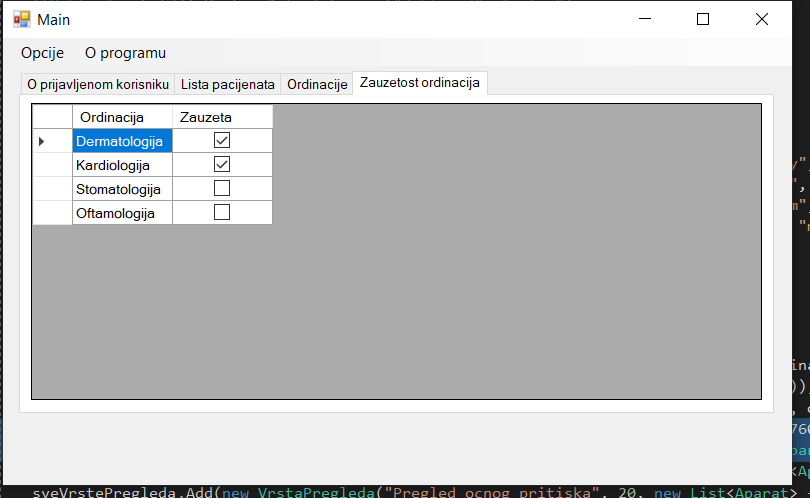 Main
Opcije O programu
O prijavljenom korisniku Lista pacijenata Ordinacije Zauzetost ordinacija
Ordinacija Zauzeta
Dermatologija
Kardiologija
Stomatologija
Oftamologija
sveVrstePregleda.Add(new VrstaPregleda("Pregled ocnog pritiska", 20, new List<Aparat>